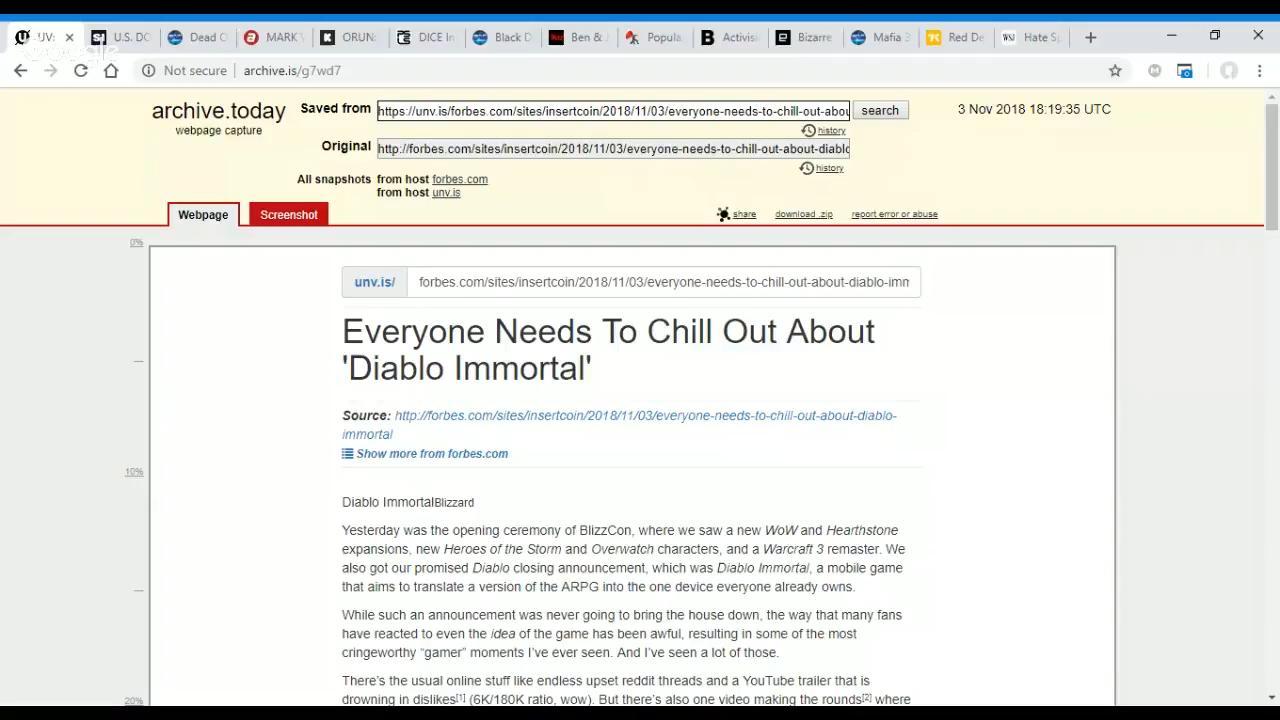 UV:
U.S. DO
Dead O
MARK
ORUN
DICE In
Black D
Ben &
Popula
Activis
Bizarre
Mafia 3
Red De
WSJ Hate Sp
Not secure archive.is/g7wd7
archive.today
webpage capture
Saved from https://unv.is/forbes.com/sites/insertcoin/2018/11/03/everyone-needs-to-chill-out-abou search
3 Nov 2018 18:19:35 UTC
history
Original http://forbes.com/sites/insertcoin/2018/11/03/everyone-needs-to-chill-out-about-diablo
history
All snapshots from host forbes.com
from host unv.is
Webpage Screenshot
share download .zip report error or abuse
0%
unv.is/ forbes.com/sites/insertcoin/2018/11/03/everyone-needs-to-chill-out-about-diablo-imm
Everyone Needs To Chill Out About
'Diablo Immortal'
Source: http://forbes.com/sites/insertcoin/2018/11/03/everyone-needs-to-chill-out-about-diablo-
immortal
Show more from forbes.com
10%
Diablo ImmortalBlizzard
Yesterday was the opening ceremony of BlizzCon, where we saw a new WoW and Hearthstone
expansions, new Heroes of the Storm and Overwatch characters, and a Warcraft 3 remaster. We
also got our promised Diablo closing announcement, which was Diablo Immortal, a mobile game
that aims to translate a version of the ARPG into the one device everyone already owns.
While such an announcement was never going to bring the house down, the way that many fans
have reacted to even the idea of the game has been awful, resulting in some of the most
cringeworthy “gamer” moments I've ever seen. And I've seen a lot of those.
There's the usual online stuff like endless upset reddit threads and a YouTube trailer that is
drowning in dislikes[1] (6K/180K ratio, wow). But there's also one video making the rounds[2] where
20%